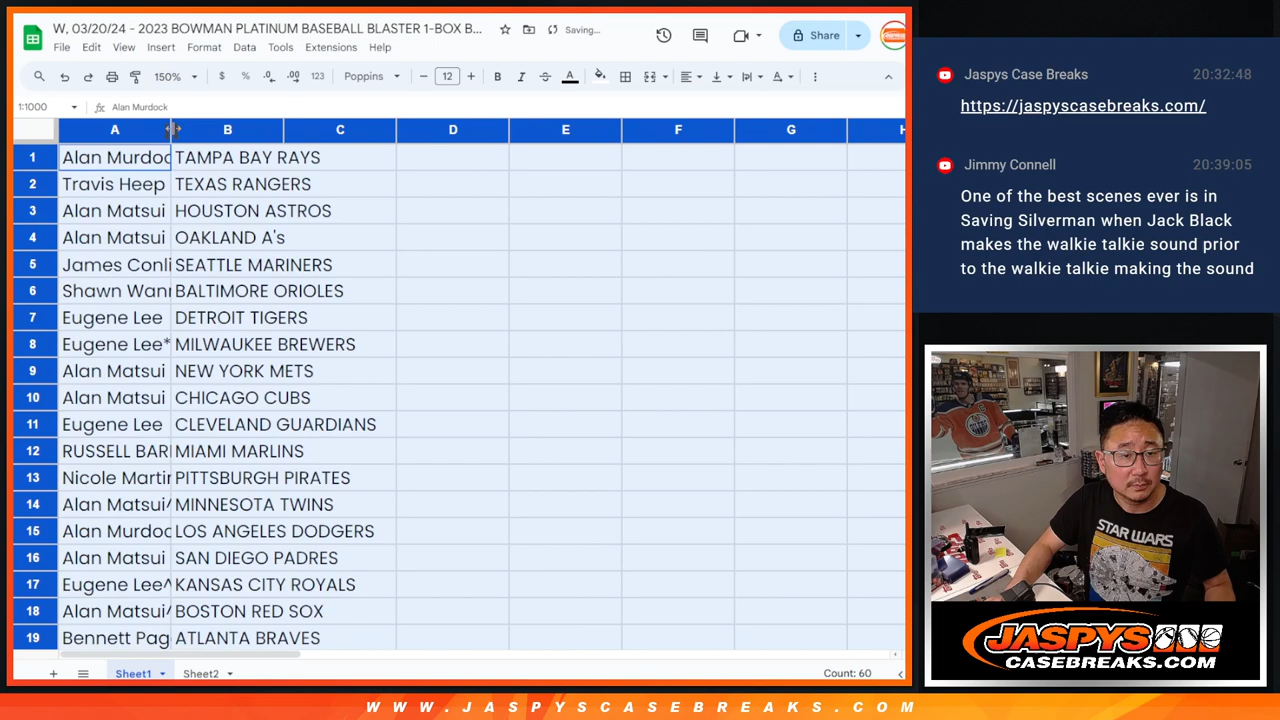 W, 03/20/24 - 2023 BOWMAN PLATINUM BASEBALL BLASTER 1-BOX B...
Saving...
Share
File Edit View Insert Format Data Tools Extensions Help
150% $ % .0 .00 123 Poppins 12 B I A
1:1000 fx Alan Murdock
A B C D E F G H
1 Alan Murdoc TAMPA BAY RAYS
2 Travis Heep TEXAS RANGERS
3 Alan Matsui HOUSTON ASTROS
4 Alan Matsui OAKLAND A's
5 James Conli SEATTLE MARINERS
6 Shawn Wann BALTIMORE ORIOLES
7 Eugene Lee DETROIT TIGERS
8 Eugene Lee* MILWAUKEE BREWERS
9 Alan Matsui NEW YORK METS
10 Alan Matsui CHICAGO CUBS
11 Eugene Lee CLEVELAND GUARDIANS
12 RUSSELL BAR MIAMI MARLINS
13 Nicole Martin PITTSBURGH PIRATES
14 Alan Matsui^ MINNESOTA TWINS
15 Alan Murdoc LOS ANGELES DODGERS
16 Alan Matsui SAN DIEGO PADRES
17 Eugene Lee^ KANSAS CITY ROYALS
18 Alan Matsui^ BOSTON RED SOX
19 Bennett Pag ATLANTA BRAVES
Sheet1 Sheet2 Count: 60
Jaspys Case Breaks 20:32:48
https://jaspyscasebreaks.com/
Jimmy Connell 20:39:05
One of the best scenes ever is in
Saving Silverman when Jack Black
makes the walkie talkie sound prior
to the walkie talkie making the sound
STAR WARS
JASPYS
CASEBREAKS.COM
WWW.JASPYSCASEBREAKS.COM